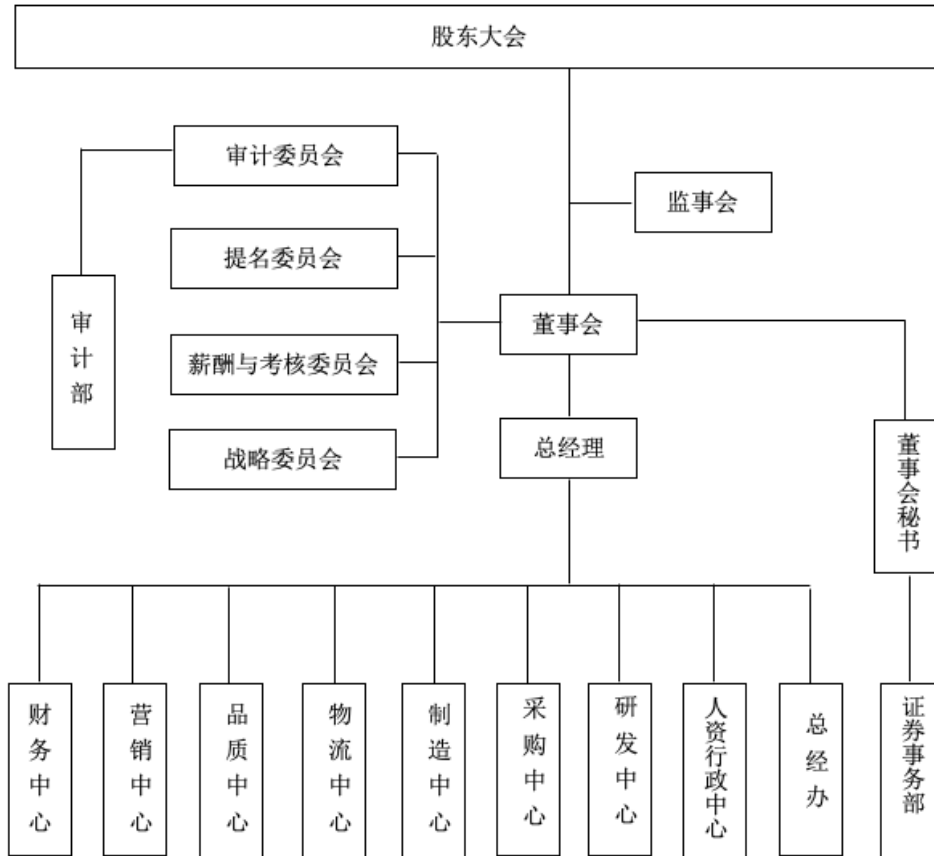 股东大会
审计委员会
监事会
提名委员会
审计部
董事会
薪酬与考核委员会
总经理
战略委员会
董事会秘书
财务中心
营销中心
品质中心
物流中心
制造中心
采购中心
研发中心
人资行政中心
总经办
证券事务部